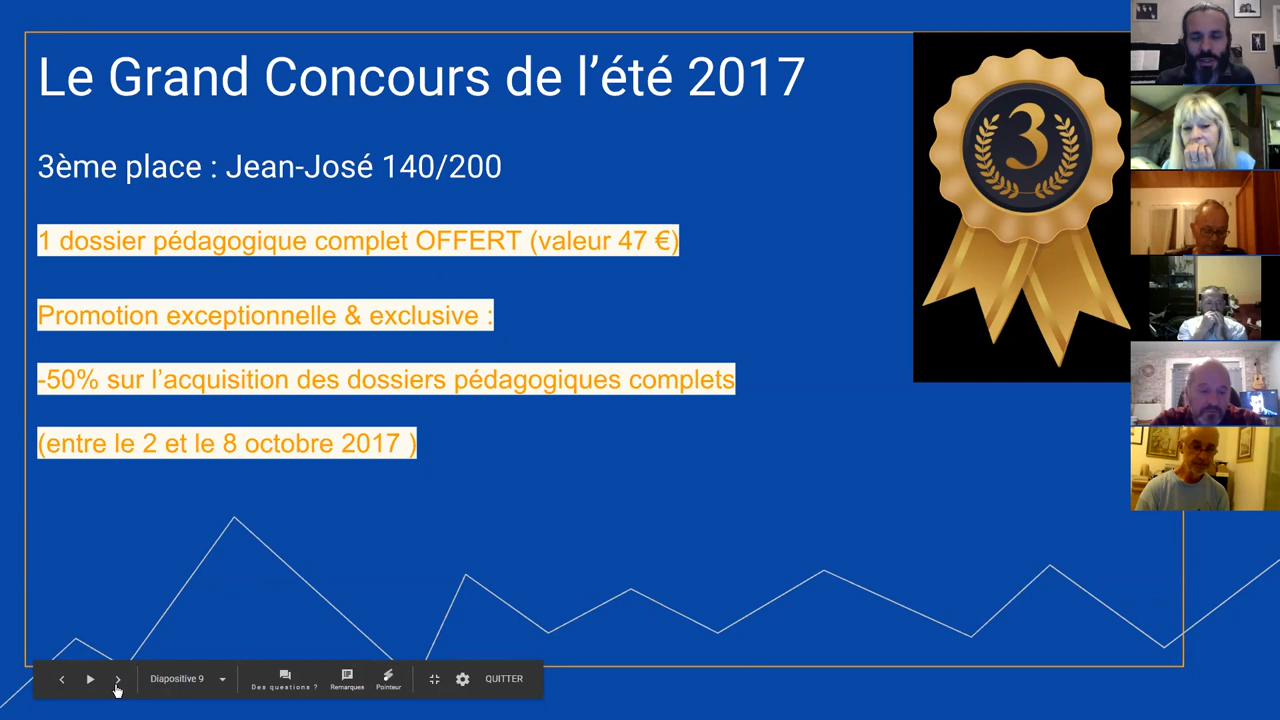 Le Grand Concours de l’été 2017
3ème place : Jean-José 140/200
1 dossier pédagogique complet OFFERT (valeur 47 €)
Promotion exceptionnelle & exclusive :
-50% sur l’acquisition des dossiers pédagogiques complets
(entre le 2 et le 8 octobre 2017 )
3
Diapositive 9
Des questions ?
Remarques
Pointeur
QUITTER